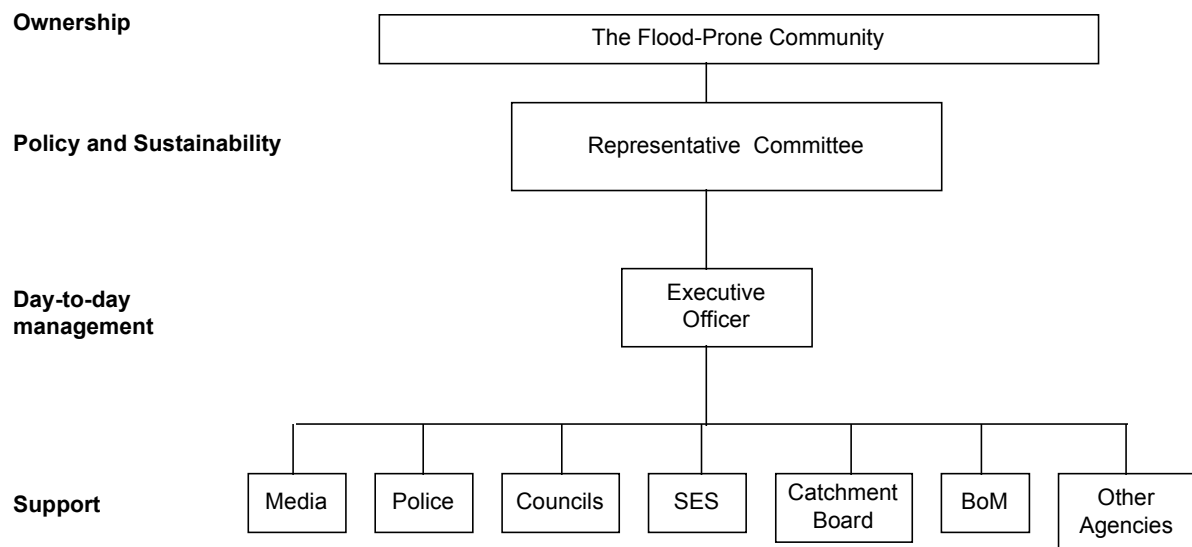 Ownership
The Flood-Prone Community
Policy and Sustainability
Representative Committee
Day-to-day
management
Executive
Officer
Support
Media
Police
Councils
SES
Catchment
Board
BoM
Other
Agencies